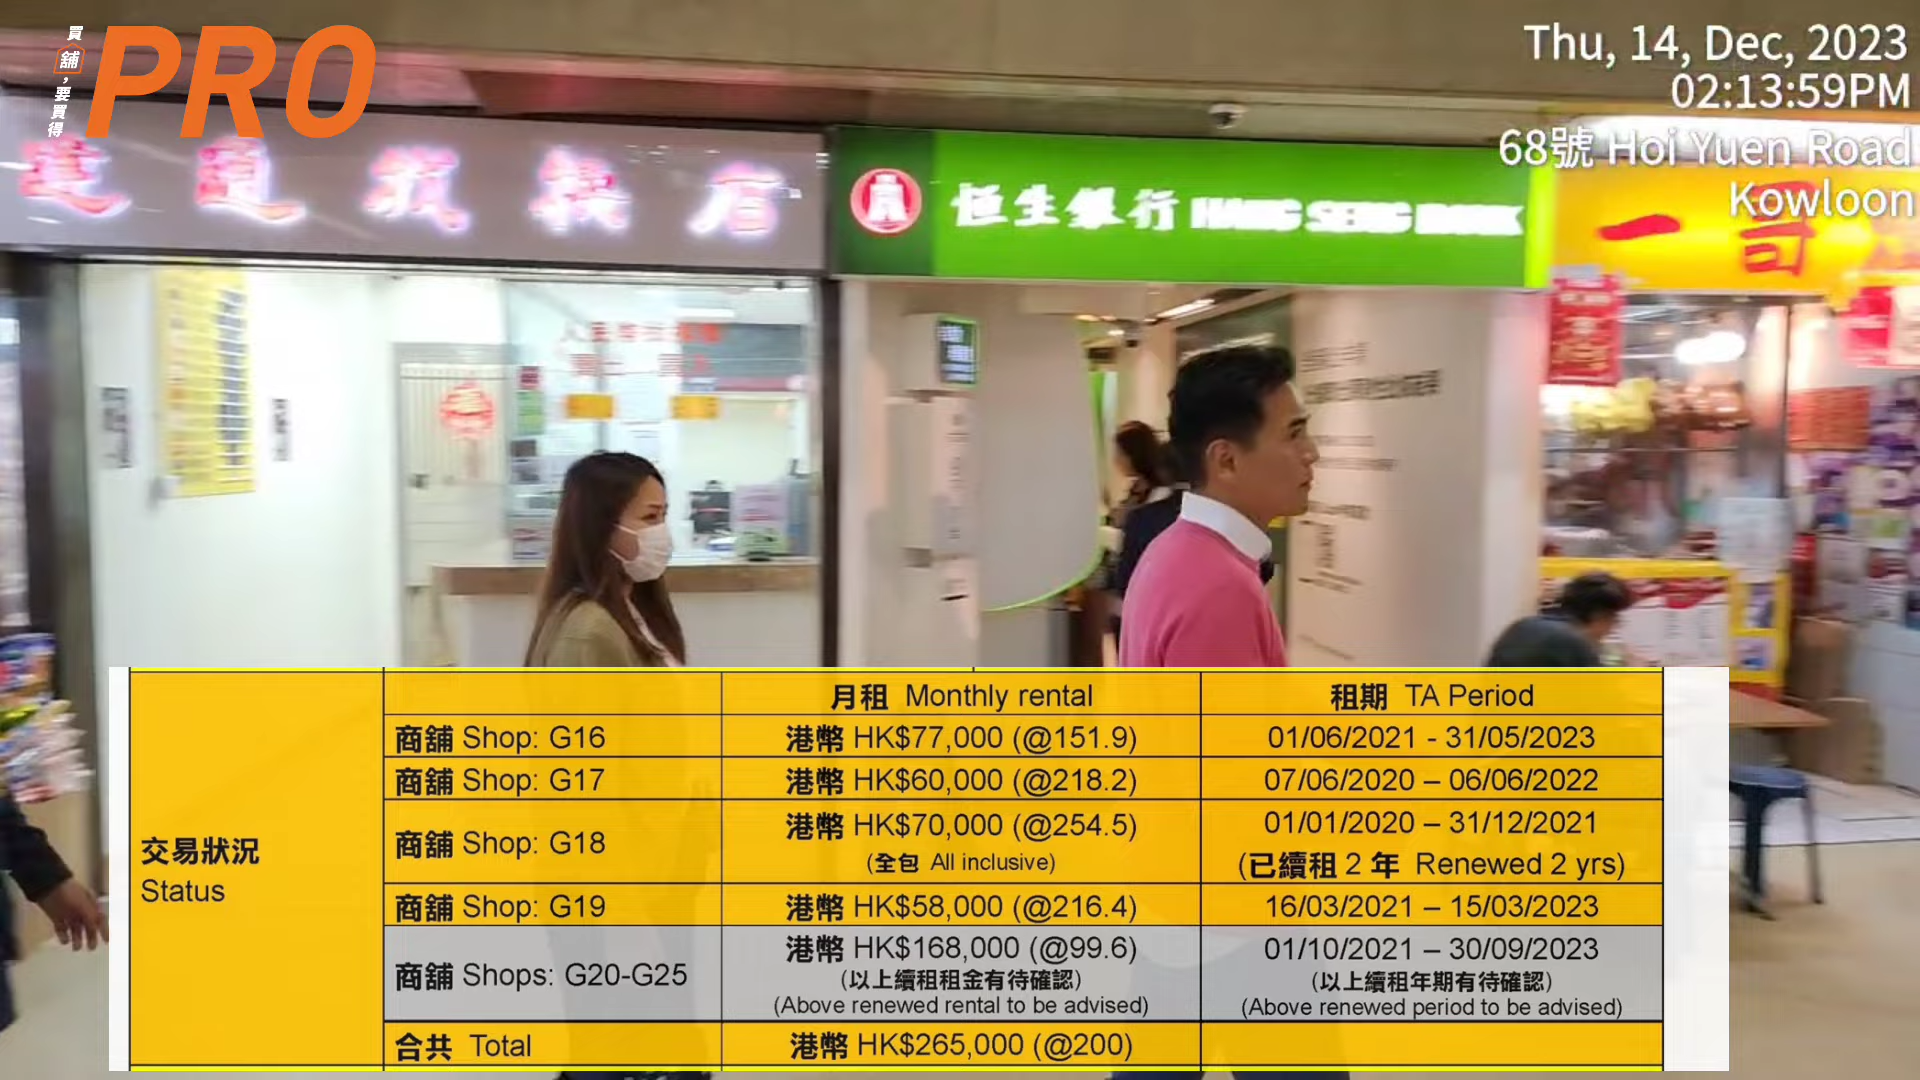 買舖，要買得
PRO
Thu, 14, Dec, 2023
02:13:59PM
68號 Hoi Yuen Road
Kowloon
找換店
恒生銀行 HANG SENG BANK
一哥
月租 Monthly rental
租期 TA Period
交易狀況
Status
商舖 Shop: G16
港幣 HK$77,000 (@151.9)
01/06/2021 - 31/05/2023
商舖 Shop: G17
港幣 HK$60,000 (@218.2)
07/06/2020 – 06/06/2022
商舖 Shop: G18
港幣 HK$70,000 (@254.5)
(全包 All inclusive)
01/01/2020 – 31/12/2021
(已續租 2 年 Renewed 2 yrs)
商舖 Shop: G19
港幣 HK$58,000 (@216.4)
16/03/2021 – 15/03/2023
商舖 Shops: G20-G25
港幣 HK$168,000 (@99.6)
(以上續租租金有待確認)
(Above renewed rental to be advised)
01/10/2021 – 30/09/2023
(以上續租年期有待確認)
(Above renewed period to be advised)
合共 Total
港幣 HK$265,000 (@200)